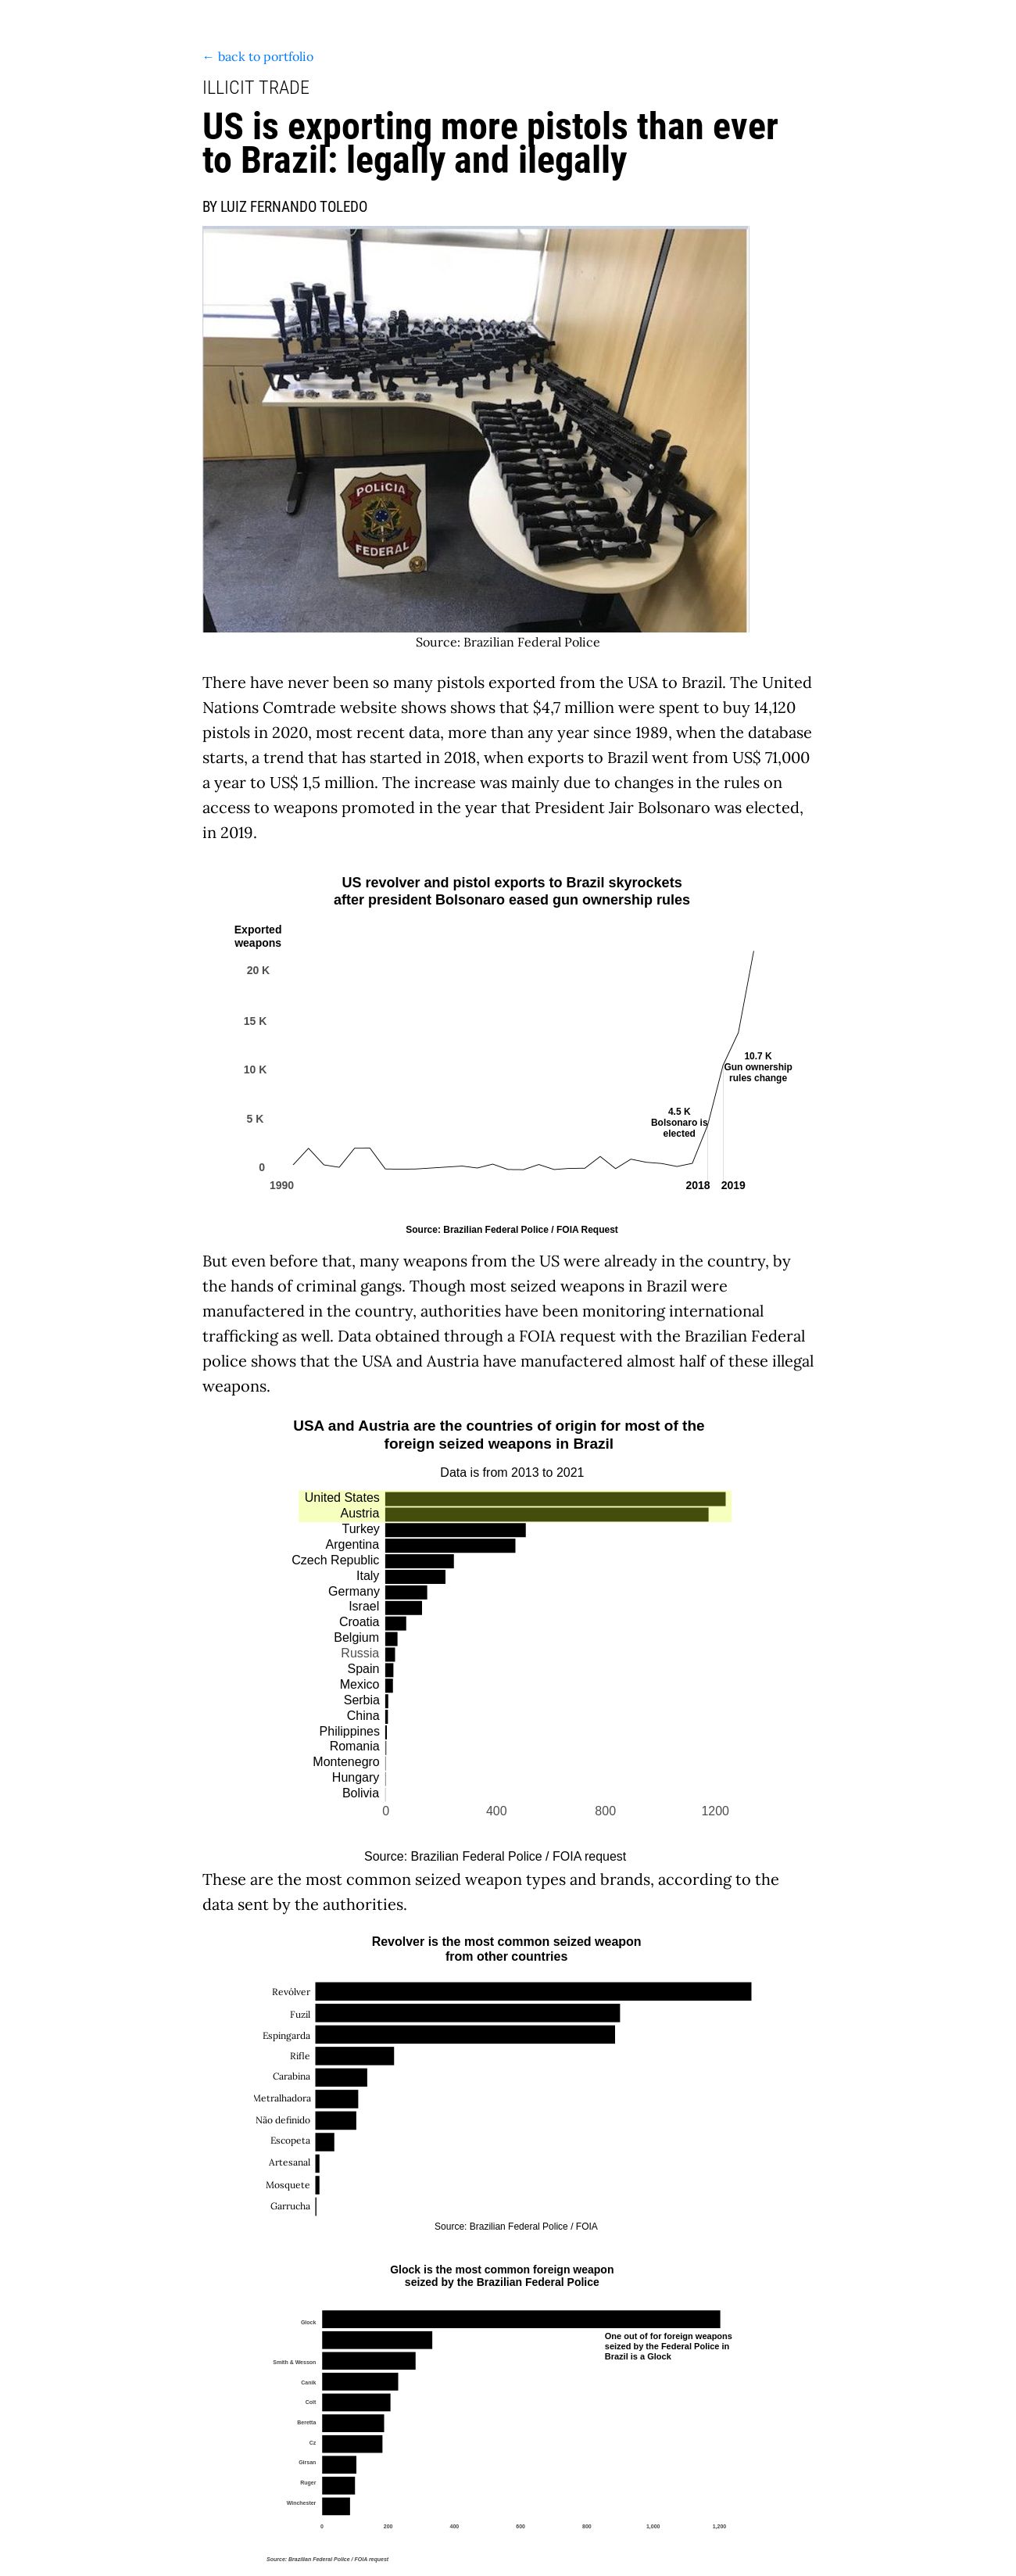 ← back to portfolio
ILLICIT TRADE
US is exporting more pistols than ever
to Brazil: legally and ilegally
BY LUIZ FERNANDO TOLEDO
POLÍCIA
FEDERAL
Source: Brazilian Federal Police
There have never been so many pistols exported from the USA to Brazil. The United
Nations Comtrade website shows shows that $4,7 million were spent to buy 14,120
pistols in 2020, most recent data, more than any year since 1989, when the database
starts, a trend that has started in 2018, when exports to Brazil went from US$ 71,000
a year to US$ 1,5 million. The increase was mainly due to changes in the rules on
access to weapons promoted in the year that President Jair Bolsonaro was elected,
in 2019.
US revolver and pistol exports to Brazil skyrockets
after president Bolsonaro eased gun ownership rules
Exported
weapons
20 K
15 K
10 K
5 K
0
10.7 K
Gun ownership
rules change
4.5 K
Bolsonaro is
elected
1990
2018
2019
Source: Brazilian Federal Police / FOIA Request
But even before that, many weapons from the US were already in the country, by
the hands of criminal gangs. Though most seized weapons in Brazil were
manufactered in the country, authorities have been monitoring international
trafficking as well. Data obtained through a FOIA request with the Brazilian Federal
police shows that the USA and Austria have manufactered almost half of these illegal
weapons.
USA and Austria are the countries of origin for most of the
foreign seized weapons in Brazil
Data is from 2013 to 2021
United States
Austria
Turkey
Argentina
Czech Republic
Italy
Germany
Israel
Croatia
Belgium
Russia
Spain
Mexico
Serbia
China
Philippines
Romania
Montenegro
Hungary
Bolivia
0 400 800 1200
Source: Brazilian Federal Police / FOIA request
These are the most common seized weapon types and brands, according to the
data sent by the authorities.
Revolver is the most common seized weapon
from other countries
Revólver
Fuzil
Espingarda
Rifle
Carabina
Metralhadora
Não definido
Escopeta
Artesanal
Mosquete
Garrucha
Source: Brazilian Federal Police / FOIA
Glock is the most common foreign weapon
seized by the Brazilian Federal Police
Glock
One out of for foreign weapons
seized by the Federal Police in
Brazil is a Glock
Smith & Wesson
Canik
Colt
Beretta
Cz
Girsan
Ruger
Winchester
0 200 400 600 800 1,000 1,200
Source: Brazilian Federal Police / FOIA request